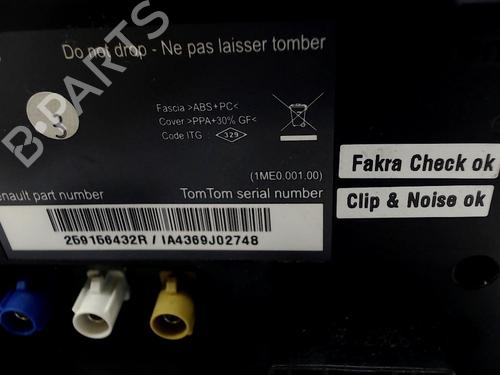 Do not drop - Ne pas laisser tomber
3
B-PARTS
Fascia >ABS+PC<
Cover >PPA+30% GF<
Code ITG : 329
(1ME0.001.00)
Fakra Check ok
part number
TomTom serial number
Clip & Noise ok
259156432R / IA4369J02748